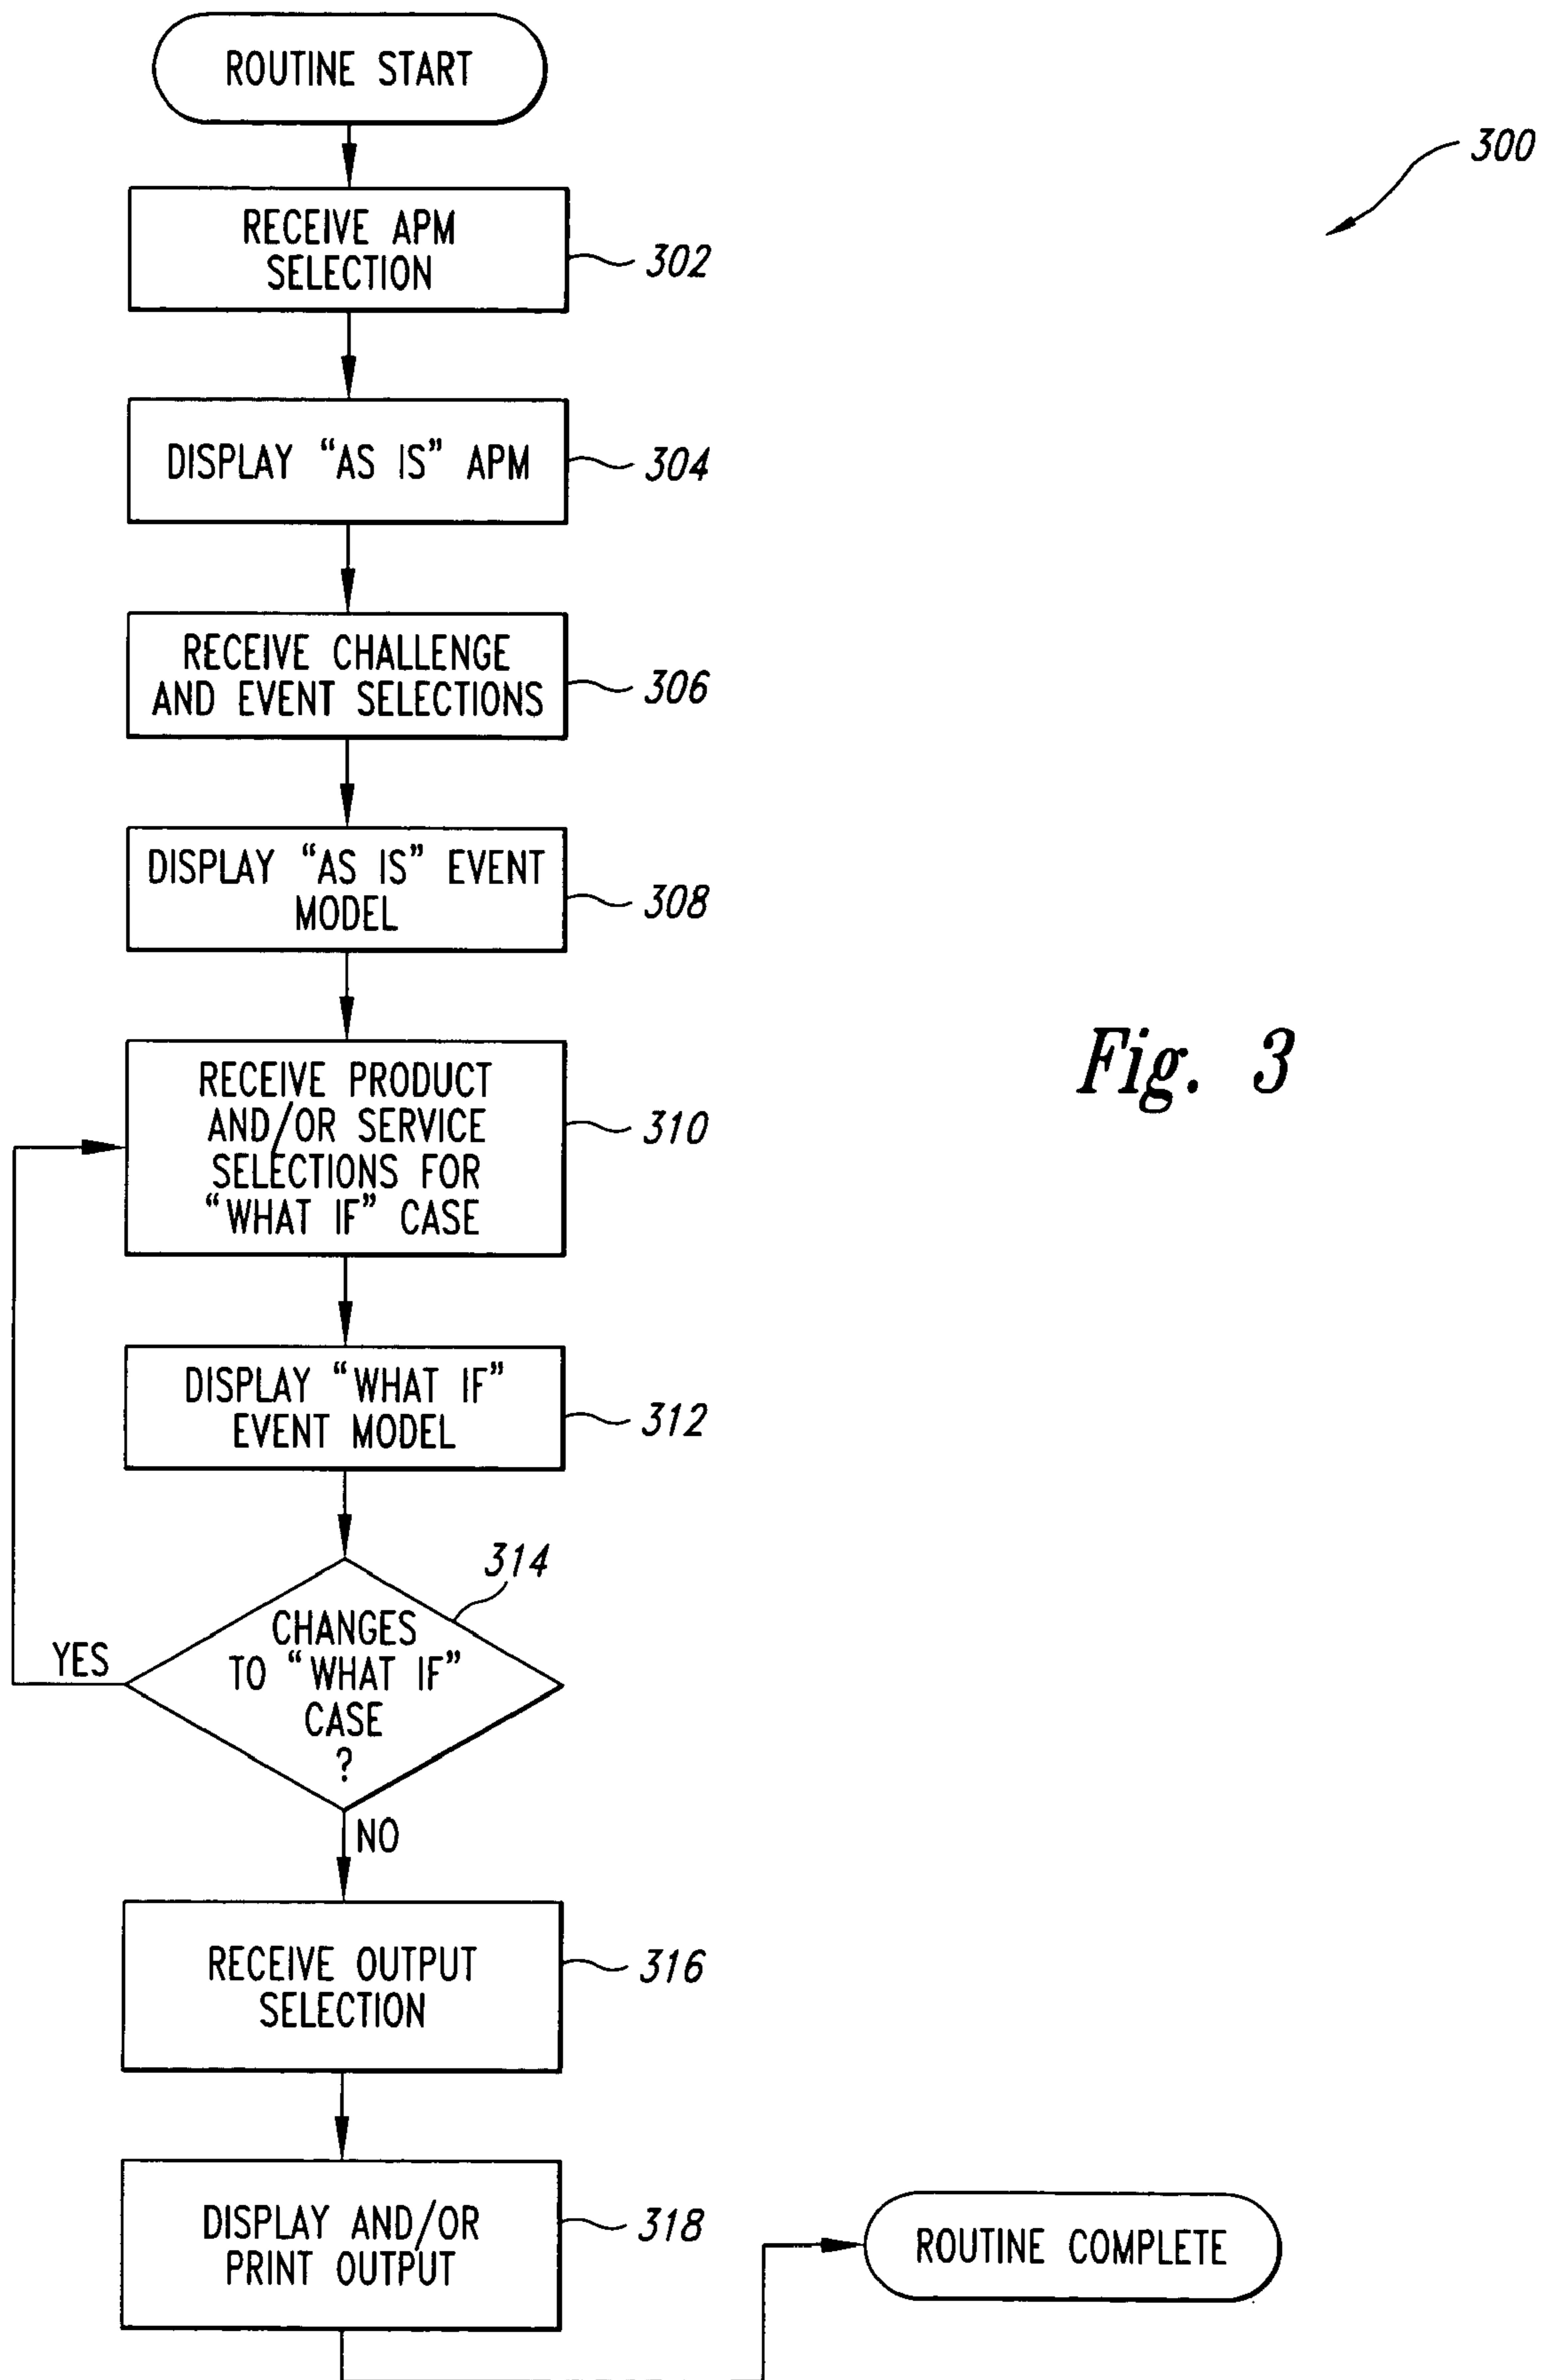 ROUTINE START
300
RECEIVE APM
SELECTION
302
DISPLAY “AS IS” APM
304
RECEIVE CHALLENGE
AND EVENT SELECTIONS
306
DISPLAY “AS IS” EVENT
MODEL
308
RECEIVE PRODUCT
AND/OR SERVICE
SELECTIONS FOR
“WHAT IF” CASE
310
Fig. 3
DISPLAY “WHAT IF”
EVENT MODEL
312
314
CHANGES
TO “WHAT IF”
CASE
?
YES
NO
RECEIVE OUTPUT
SELECTION
316
DISPLAY AND/OR
PRINT OUTPUT
318
ROUTINE COMPLETE